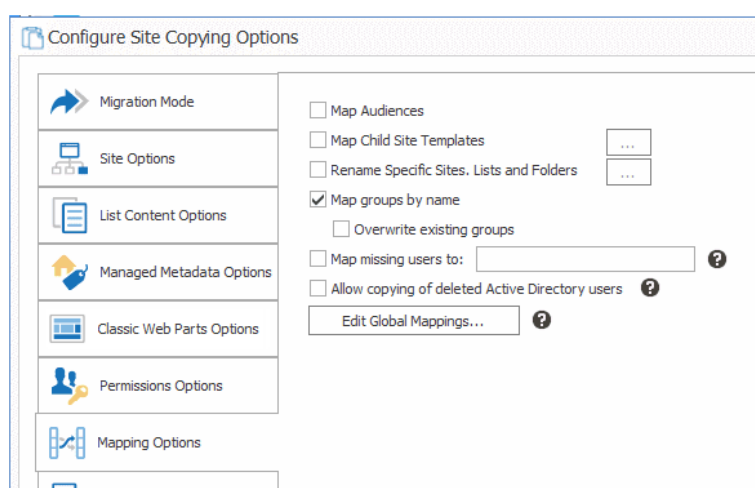 Configure Site Copying Options
Migration Mode
Site Options
List Content Options
Managed Metadata Options
Classic Web Parts Options
Permissions Options
Mapping Options
Map Audiences
Map Child Site Templates
...
Rename Specific Sites. Lists and Folders
...
Map groups by name
Overwrite existing groups
Map missing users to:
?
Allow copying of deleted Active Directory users
?
Edit Global Mappings...
?